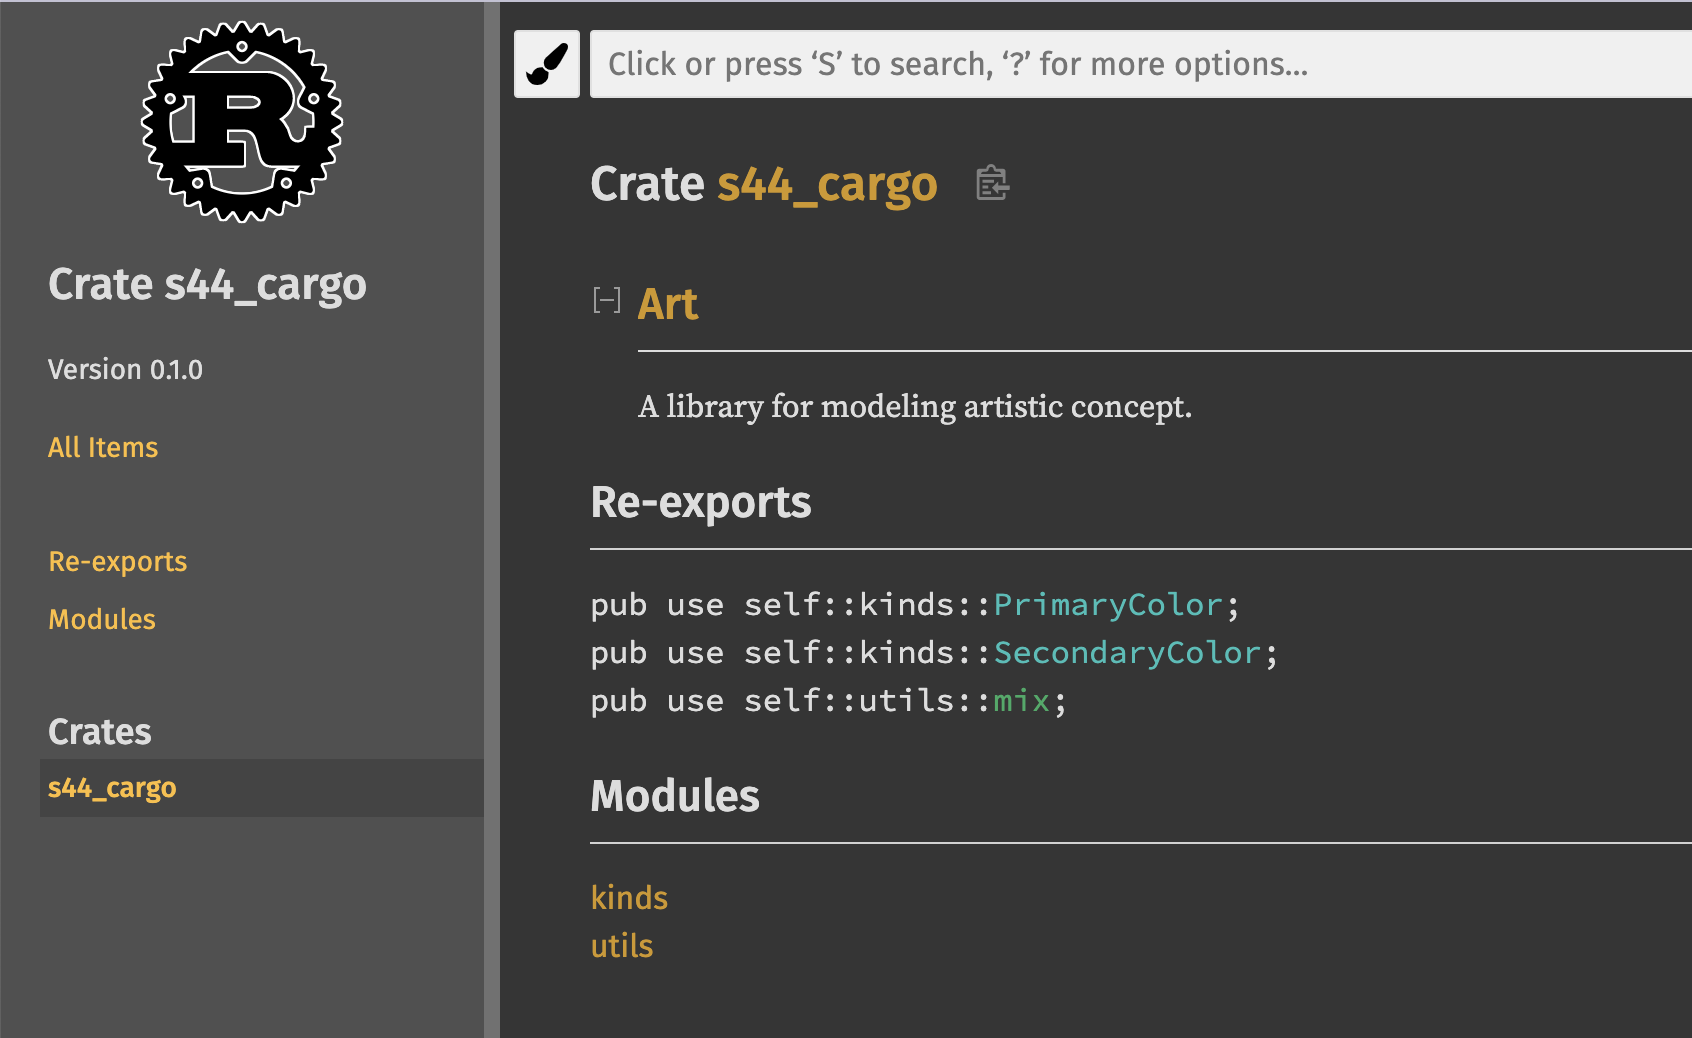 R
Crate s44_cargo
Version 0.1.0
All Items
Re-exports
Modules
Crates
s44_cargo
Click or press ‘S’ to search, ‘?’ for more options…
Crate s44_cargo
[−] Art
A library for modeling artistic concept.
Re-exports
pub use self::kinds::PrimaryColor;
pub use self::kinds::SecondaryColor;
pub use self::utils::mix;
Modules
kinds
utils